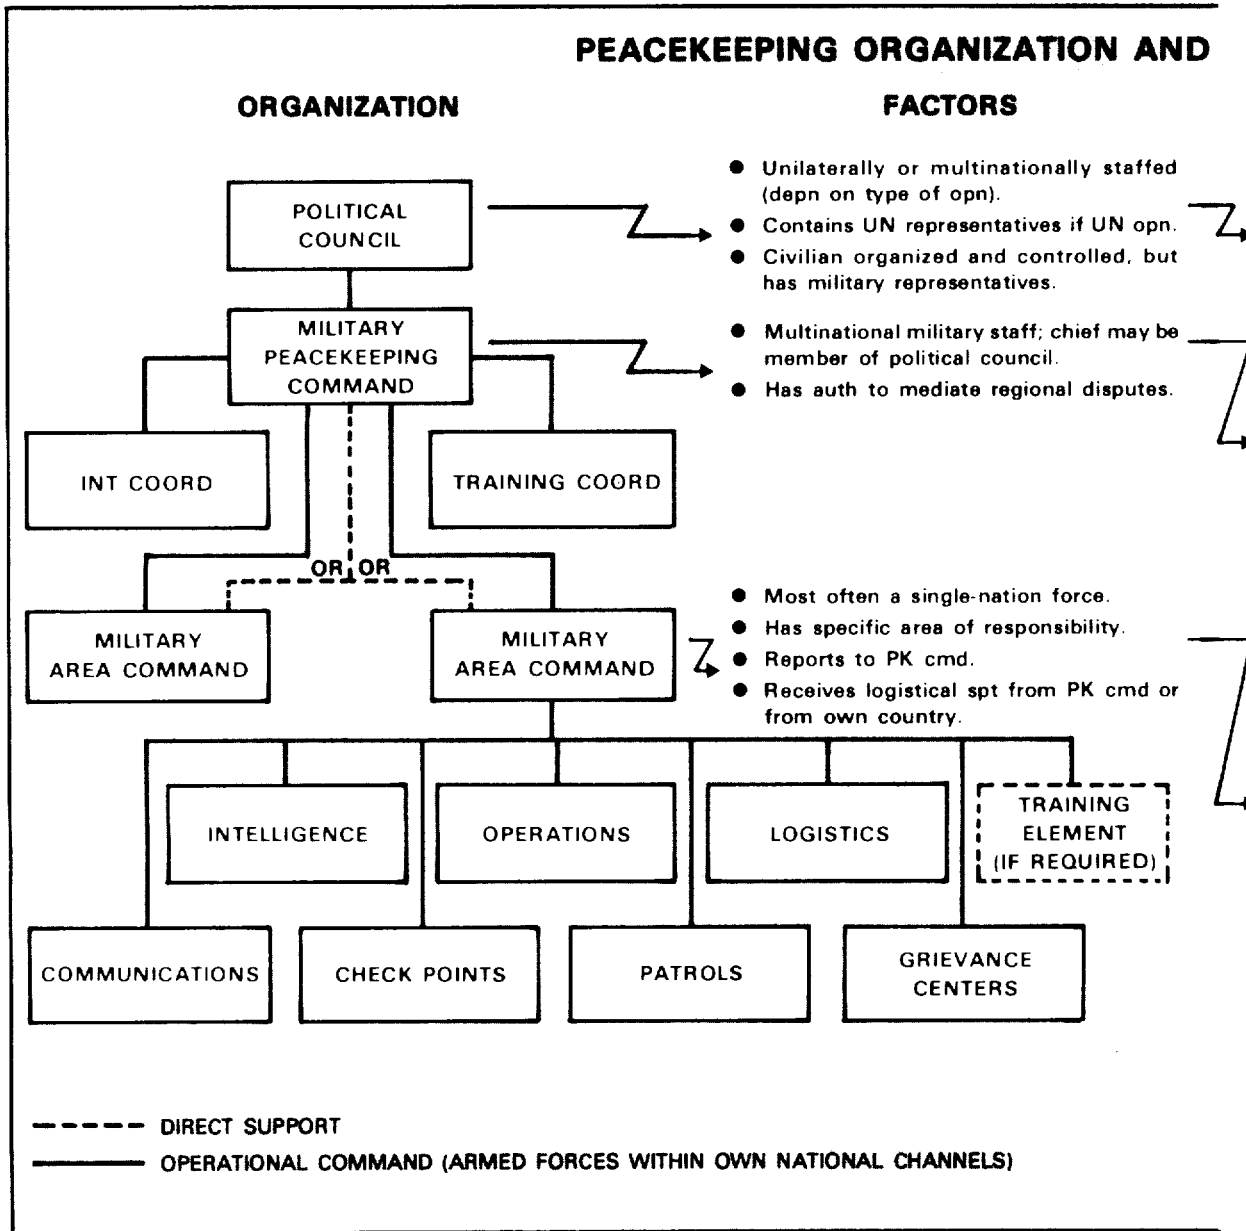 PEACEKEEPING ORGANIZATION AND
ORGANIZATION
FACTORS
POLITICAL
COUNCIL
● Unilaterally or multinationally staffed
(depn on type of opn).
● Contains UN representatives if UN opn.
● Civilian organized and controlled, but
has military representatives.
MILITARY
PEACEKEEPING
COMMAND
● Multinational military staff; chief may be
member of political council.
● Has auth to mediate regional disputes.
INT COORD
TRAINING COORD
OR OR
MILITARY
AREA COMMAND
MILITARY
AREA COMMAND
● Most often a single-nation force.
● Has specific area of responsibility.
● Reports to PK cmd.
● Receives logistical spt from PK cmd or
from own country.
INTELLIGENCE
OPERATIONS
LOGISTICS
TRAINING
ELEMENT
(IF REQUIRED)
COMMUNICATIONS
CHECK POINTS
PATROLS
GRIEVANCE
CENTERS
DIRECT SUPPORT
OPERATIONAL COMMAND (ARMED FORCES WITHIN OWN NATIONAL CHANNELS)